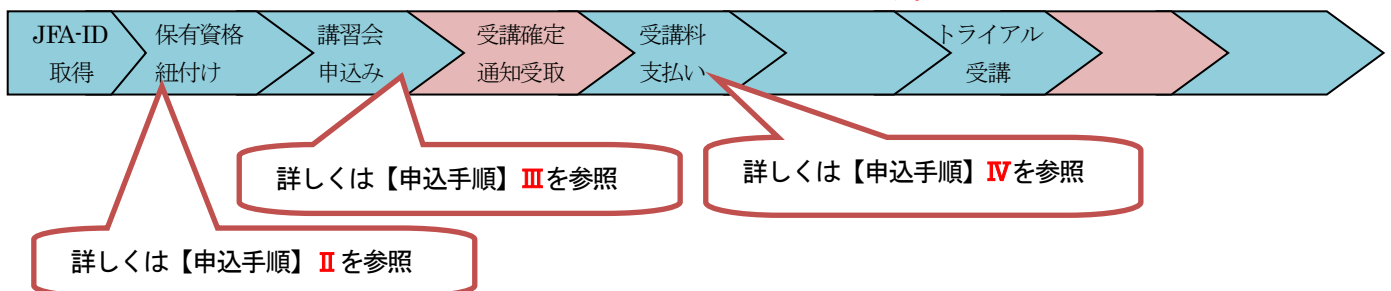 JFA-ID
取得
保有資格
紐付け
講習会
申込み
受講確定
通知受取
受講料
支払い
トライアル
受講
詳しくは【申込手順】Ⅲを参照
詳しくは【申込手順】Ⅳを参照
詳しくは【申込手順】Ⅱを参照